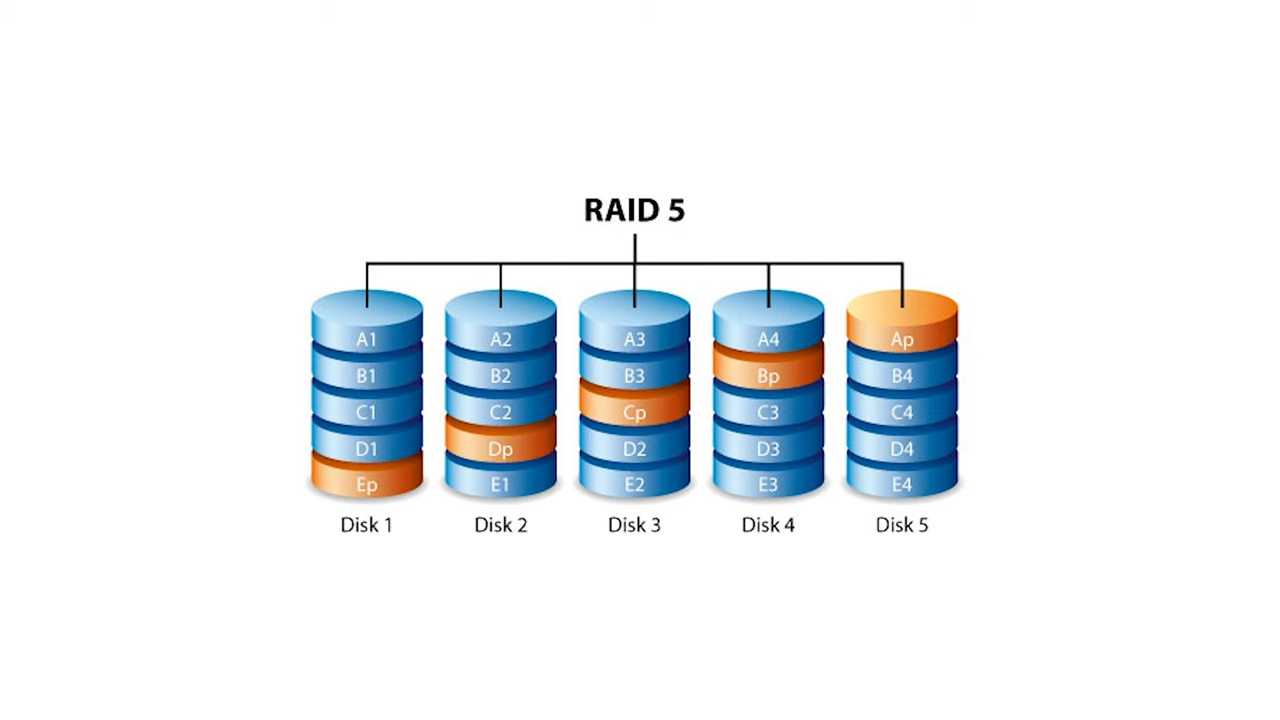 RAID 5
A1 A2 A3 A4 Ap
B1 B2 B3 Bp B4
C1 C2 Cp C3 C4
D1 Dp D2 D3 D4
Ep E1 E2 E3 E4
Disk 1 Disk 2 Disk 3 Disk 4 Disk 5